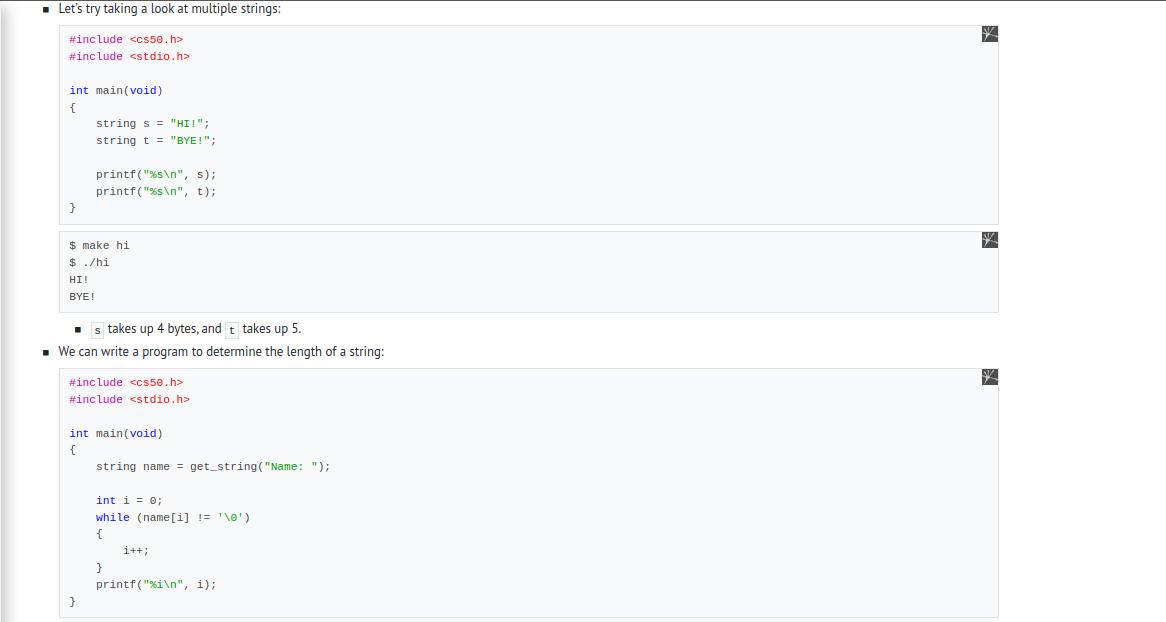 Let's try taking a look at multiple strings:
#include <cs50.h>
#include <stdio.h>
int main(void)
{
    string s = "HI!";
    string t = "BYE!";
    printf("%s\n", s);
    printf("%s\n", t);
}
$ make hi
$ ./hi
HI!
BYE!
s takes up 4 bytes, and t takes up 5.
We can write a program to determine the length of a string:
#include <cs50.h>
#include <stdio.h>
int main(void)
{
    string name = get_string("Name: ");
    int i = 0;
    while (name[i] != '\0')
    {
        i++;
    }
    printf("%i\n", i);
}